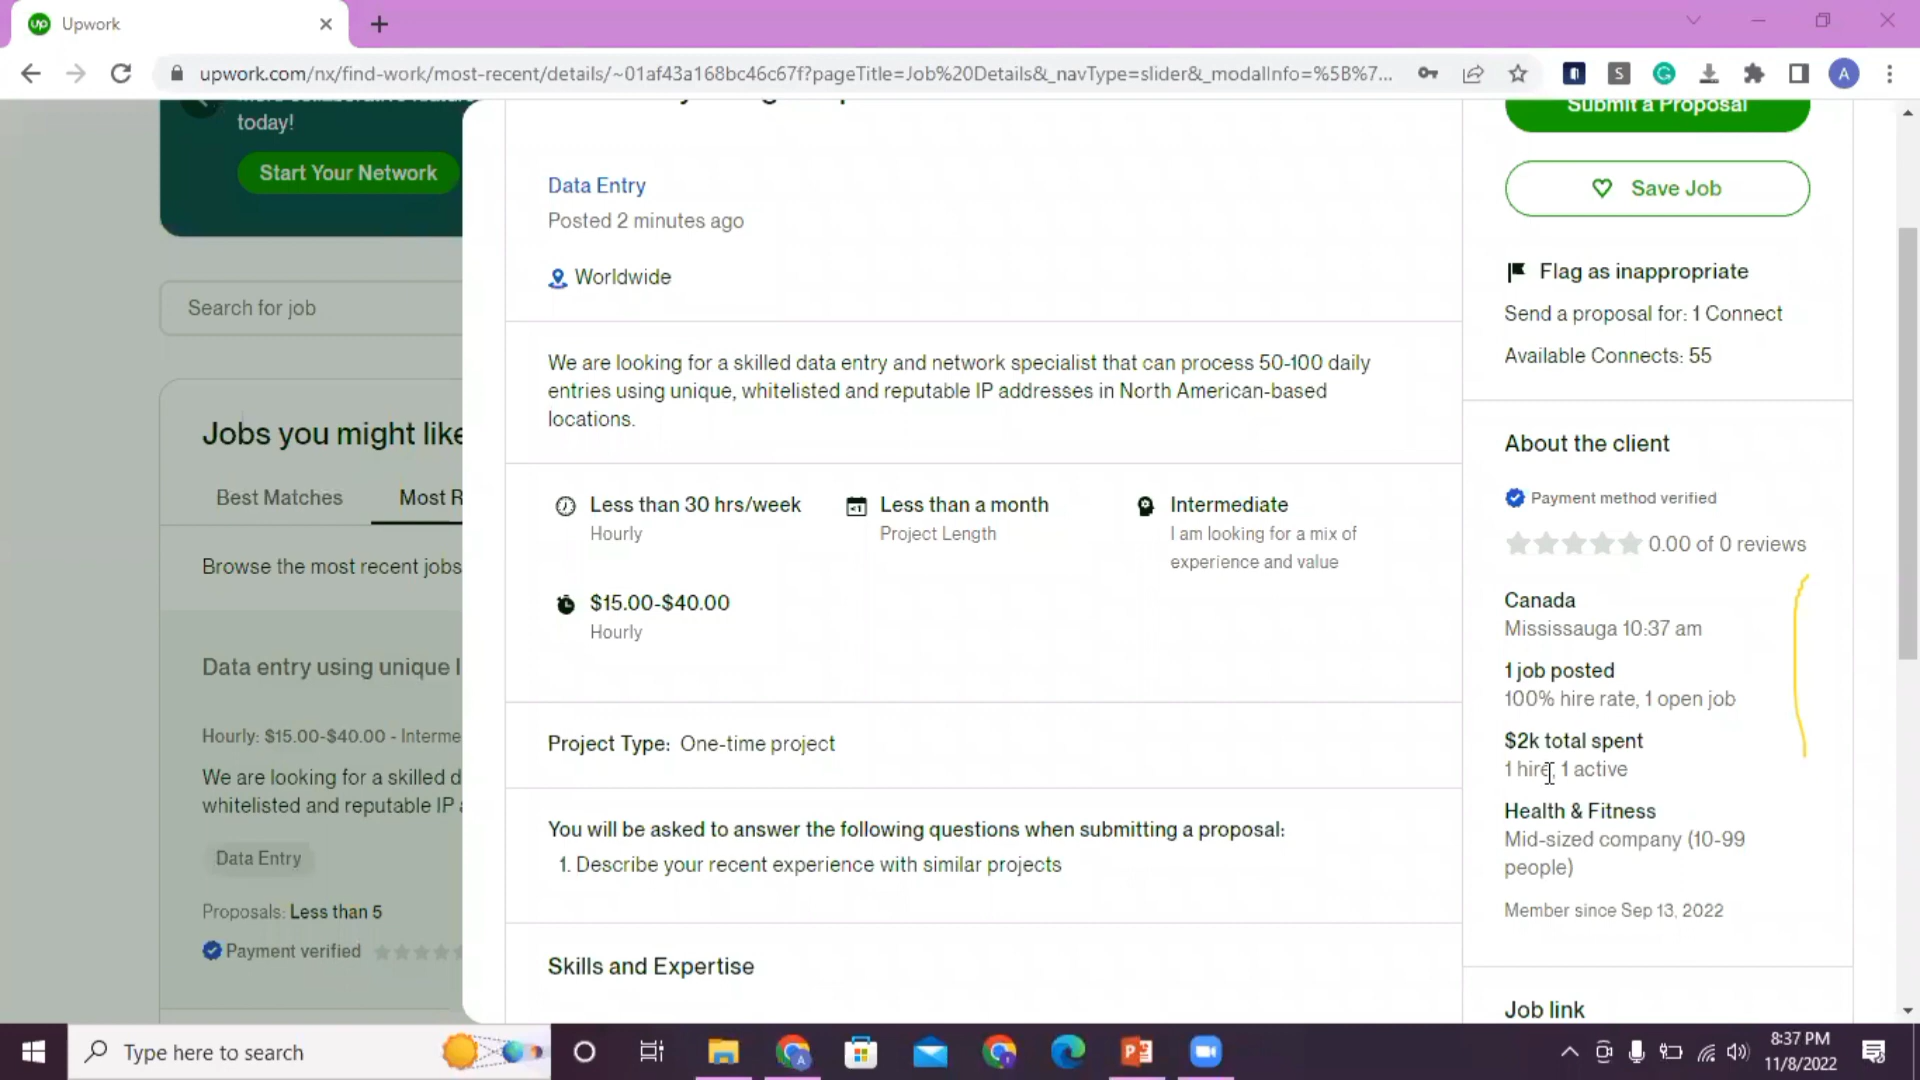 Upwork
upwork.com/nx/find-work/most-recent/details/~01af43a168bc46c67f?pageTitle=Job%20Details&_navType=slider&_modalInfo=%5B%7...
today!
Start Your Network
Search for job
Jobs you might like
Best Matches
Most R
Browse the most recent jobs
Data entry using unique I
Hourly: $15.00-$40.00 - Interme
We are looking for a skilled d
whitelisted and reputable IP a
Data Entry
Proposals: Less than 5
Payment verified
Data Entry
Posted 2 minutes ago
Worldwide
We are looking for a skilled data entry and network specialist that can process 50-100 daily
entries using unique, whitelisted and reputable IP addresses in North American-based
locations.
Less than 30 hrs/week
Hourly
Less than a month
Project Length
Intermediate
I am looking for a mix of
experience and value
$15.00-$40.00
Hourly
Project Type: One-time project
You will be asked to answer the following questions when submitting a proposal:
1. Describe your recent experience with similar projects
Skills and Expertise
Submit a Proposal
Save Job
Flag as inappropriate
Send a proposal for: 1 Connect
Available Connects: 55
About the client
Payment method verified
0.00 of 0 reviews
Canada
Mississauga 10:37 am
1 job posted
100% hire rate, 1 open job
$2k total spent
1 hire, 1 active
Health & Fitness
Mid-sized company (10-99
people)
Member since Sep 13, 2022
Job link
Type here to search
8:37 PM
11/8/2022